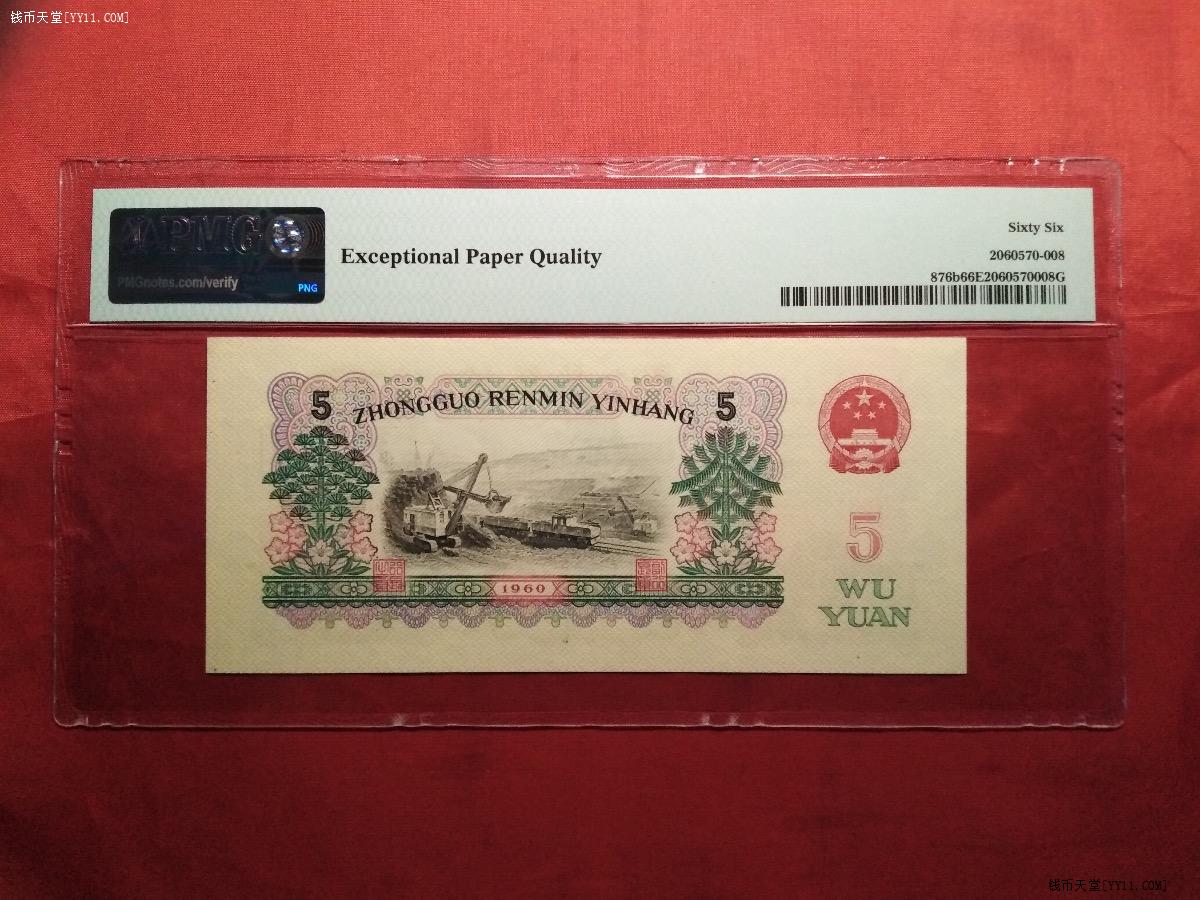 钱币天堂[YY11.COM]
PMG
PMGnotes.com/verify
PNG
Exceptional Paper Quality
Sixty Six
2060570-008
876b66E2060570008G
5 ZHONGGUO RENMIN YINHANG 5
1960
5
WU
YUAN
钱币天堂[YY11.COM]